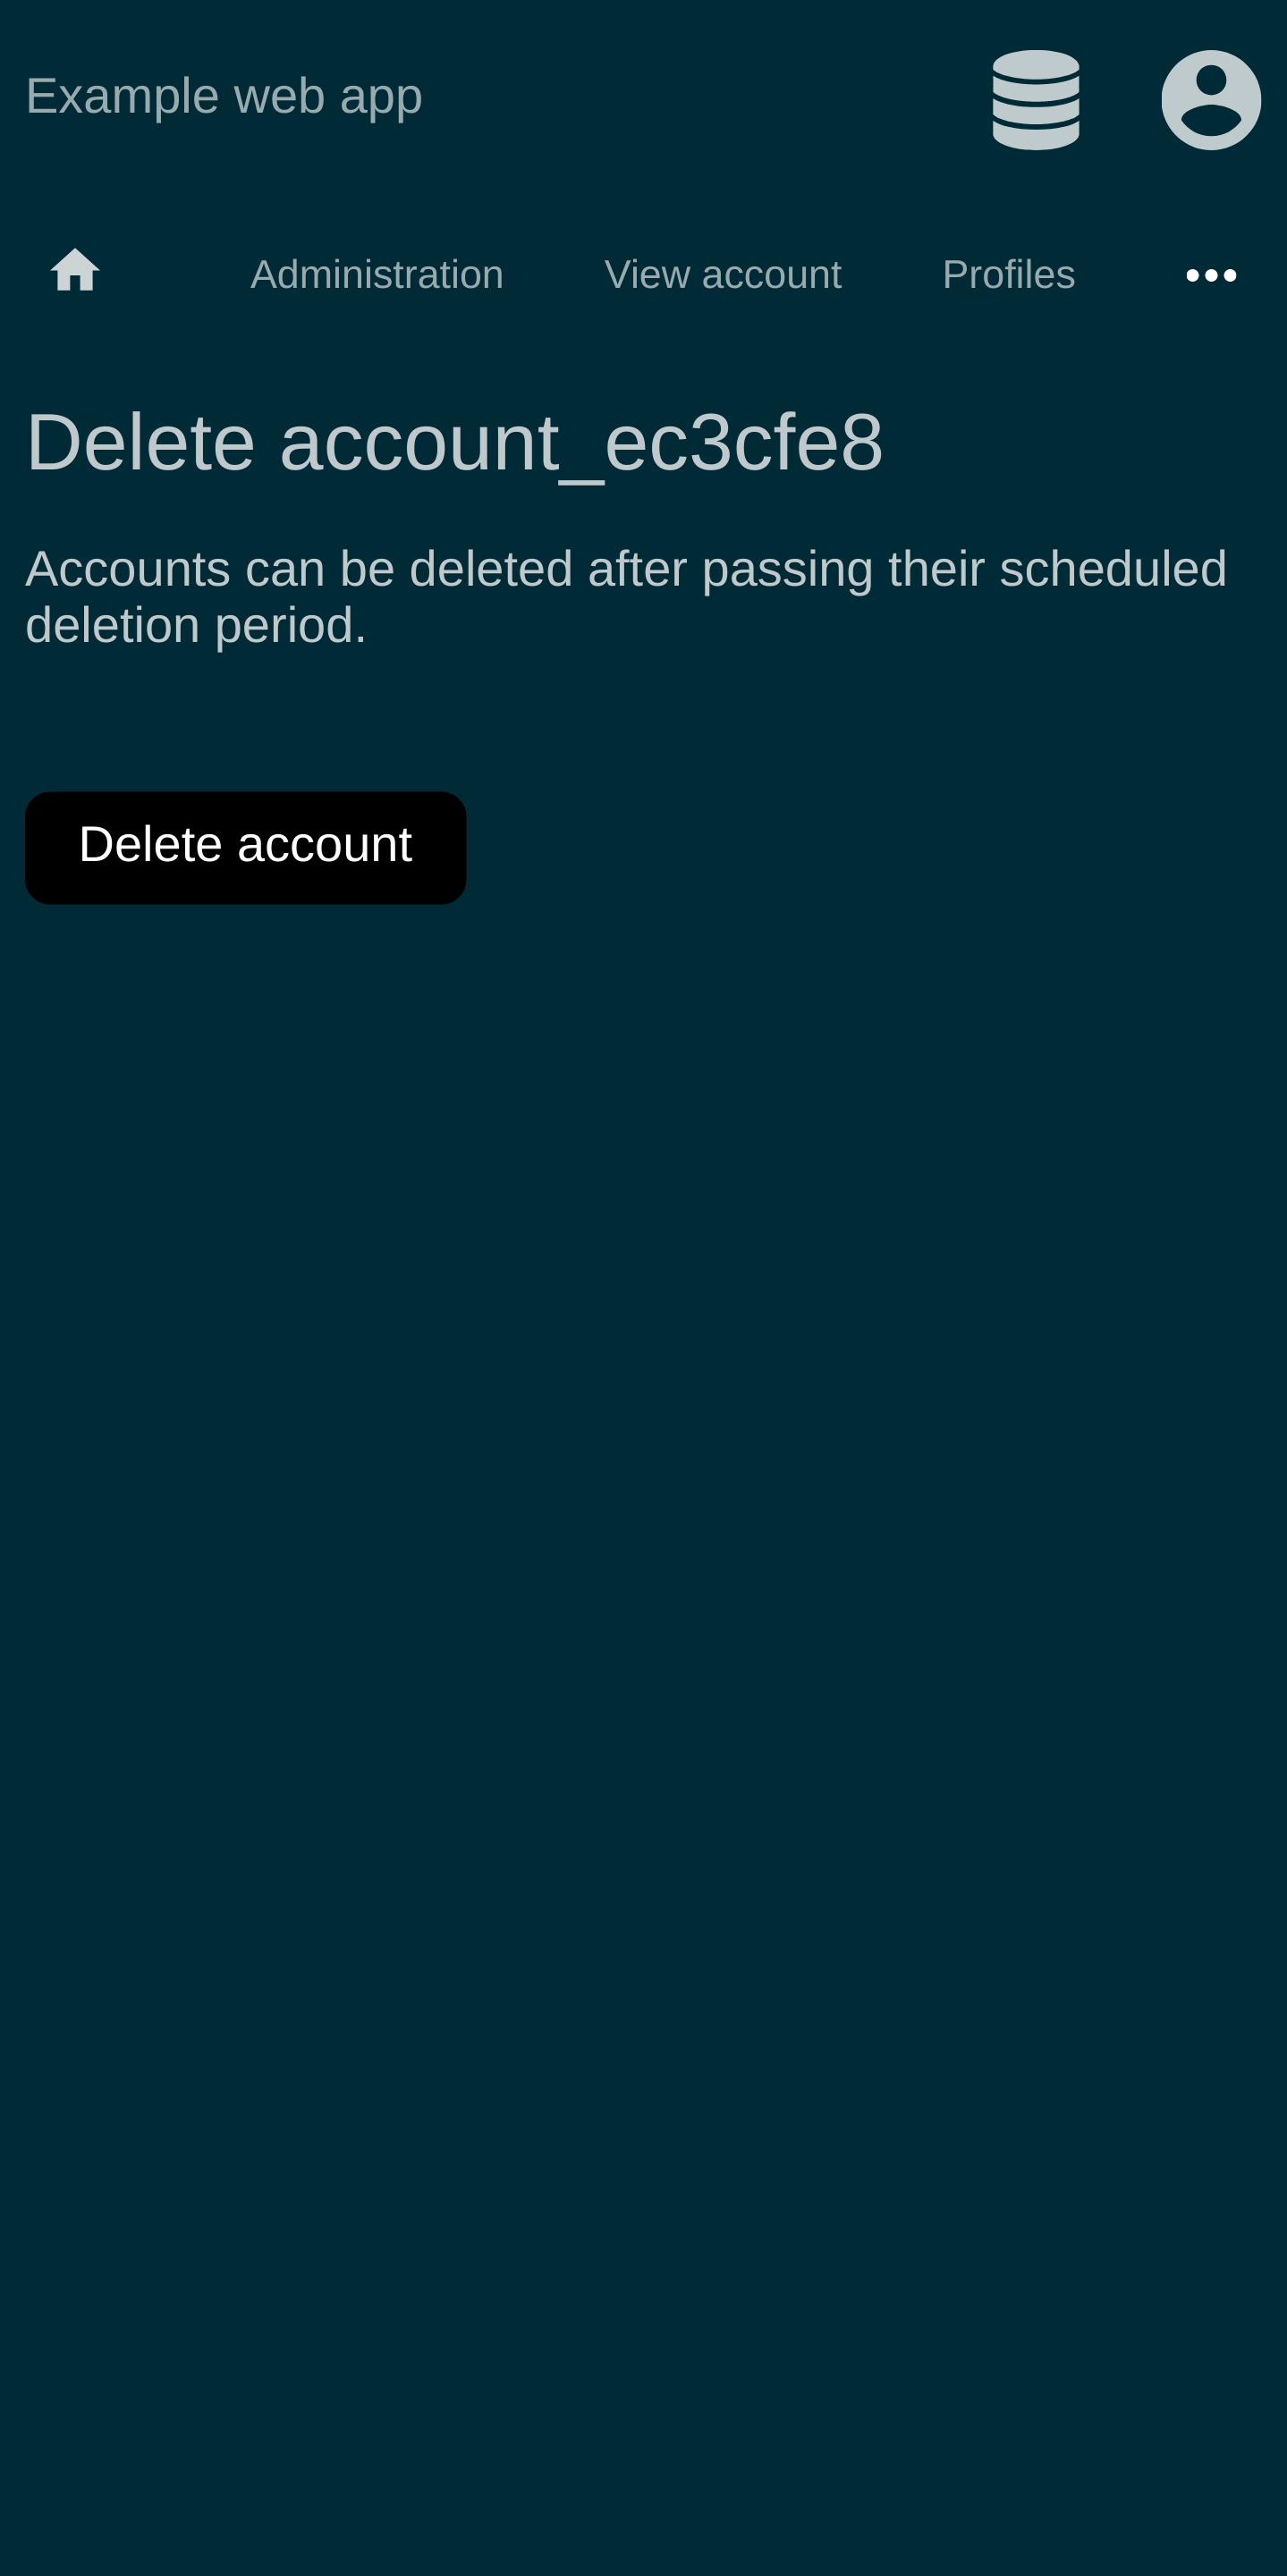 Example web app
Administration View account Profiles
Delete account_ec3cfe8
Accounts can be deleted after passing their scheduled
deletion period.
Delete account